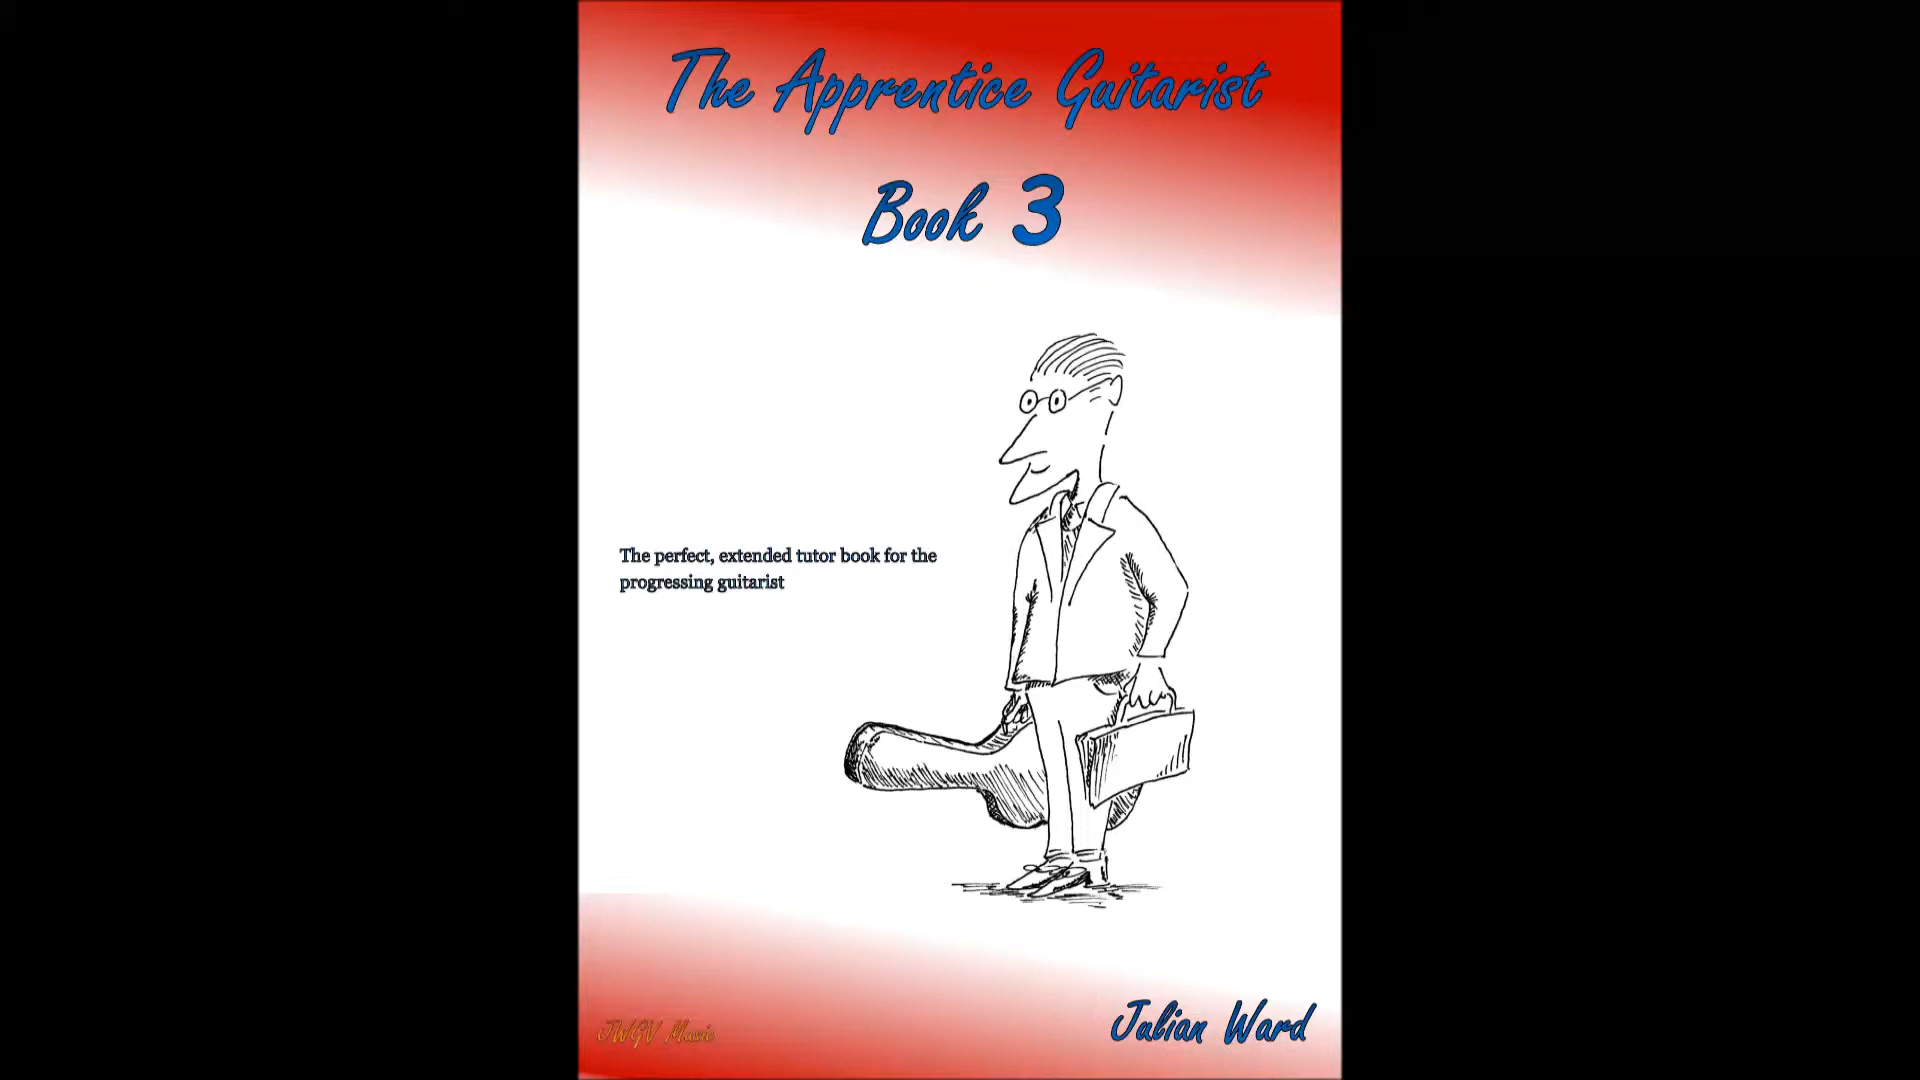 The Apprentice Guitarist
Book 3
The perfect, extended tutor book for the
progressing guitarist
JWGV Music
Julian Ward